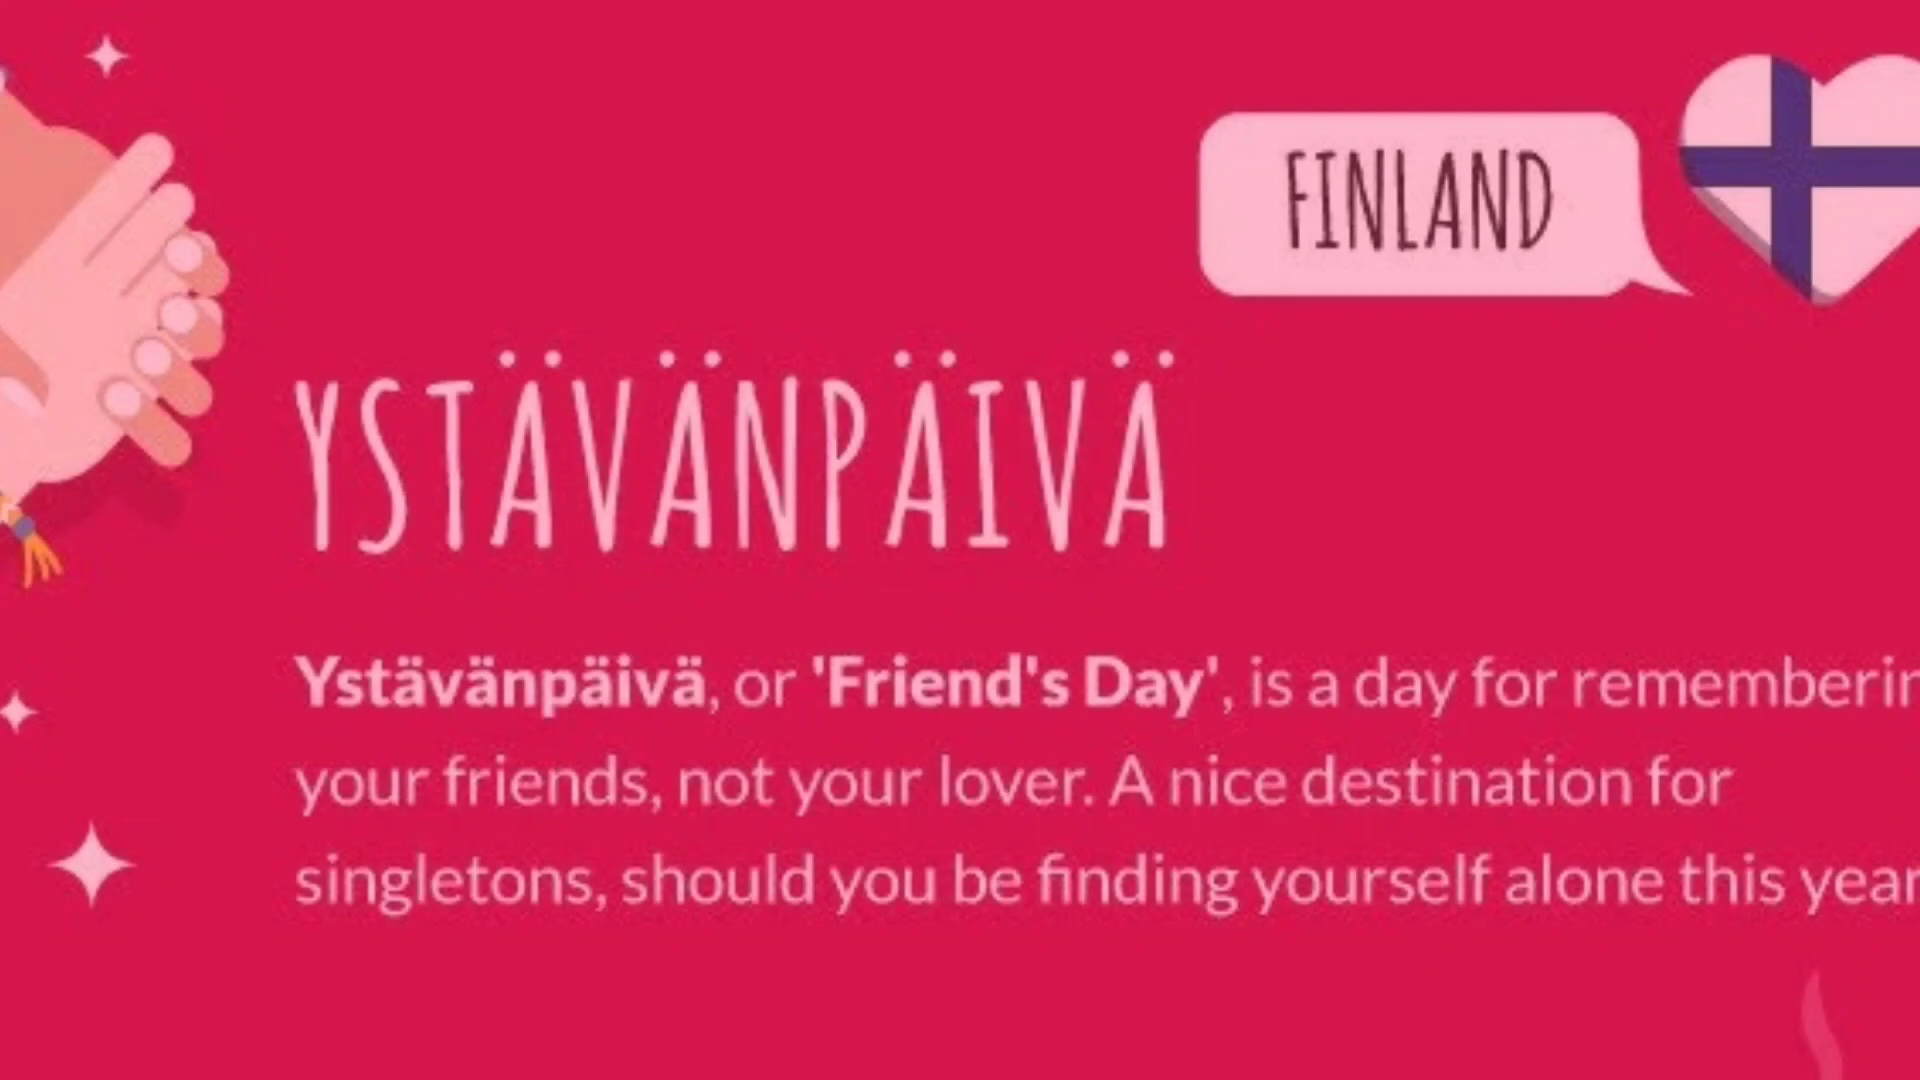 FINLAND
YSTÄVÄNPÄIVÄ
Ystävänpäivä, or 'Friend's Day', is a day for rememberin
your friends, not your lover. A nice destination for
singletons, should you be finding yourself alone this year